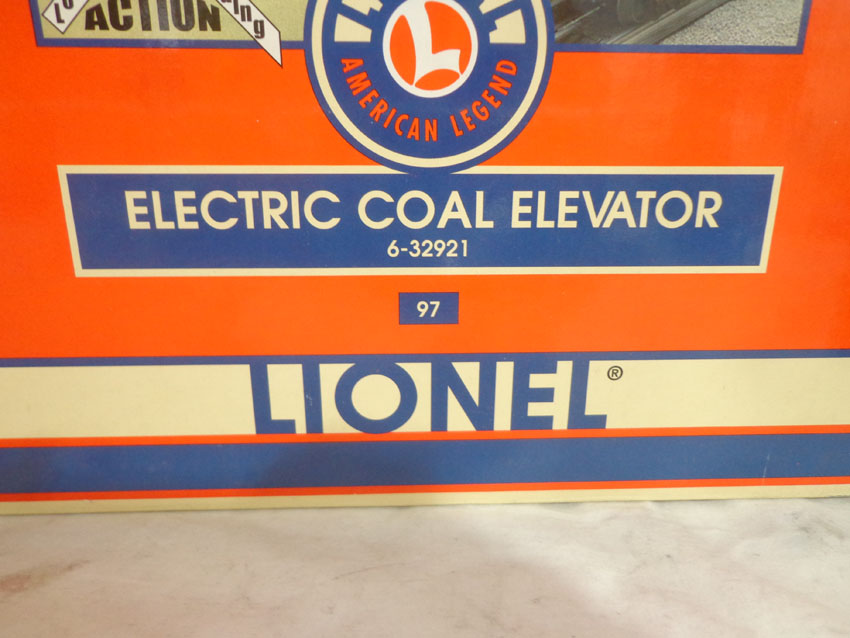 ACTION
AMERICAN LEGEND
ELECTRIC COAL ELEVATOR
6-32921
97
LIONEL®